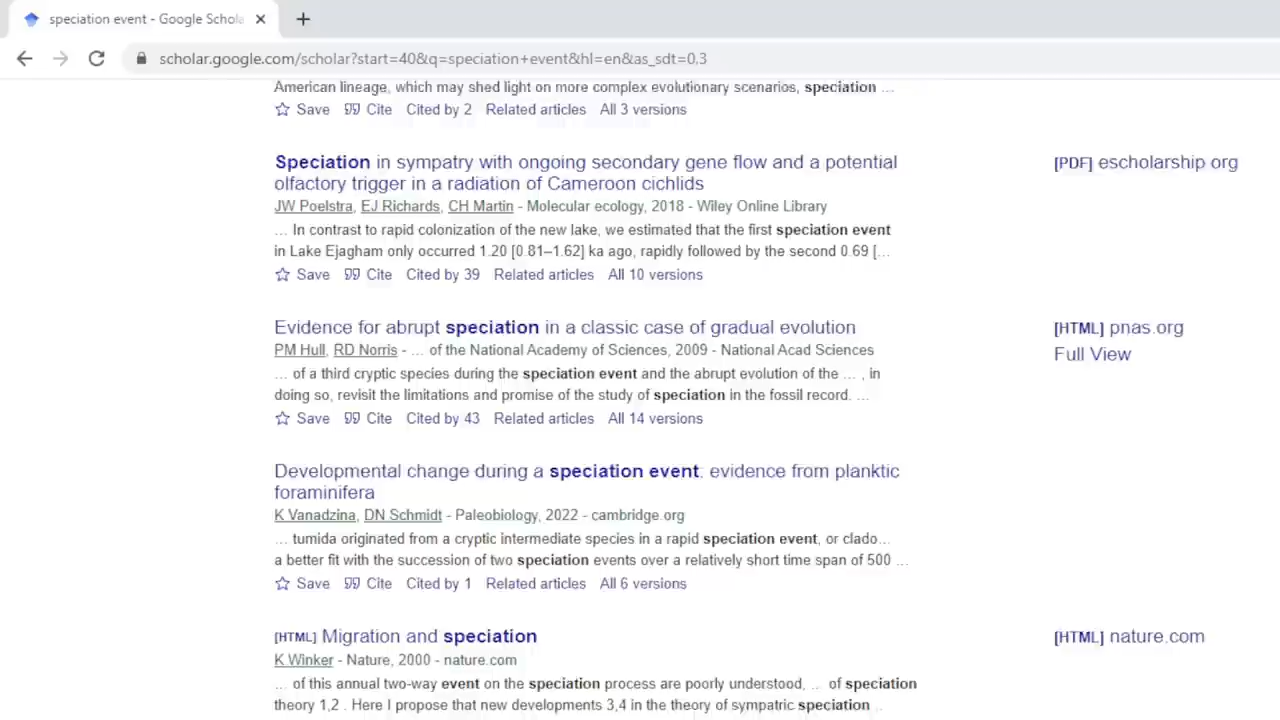 speciation event - Google Schola
scholar.google.com/scholar?start=40&q=speciation+event&hl=en&as_sdt=0,3
American lineage, which may shed light on more complex evolutionary scenarios, speciation ...
Save Cite Cited by 2 Related articles All 3 versions
Speciation in sympatry with ongoing secondary gene flow and a potential [PDF] escholarship.org
olfactory trigger in a radiation of Cameroon cichlids
JW Poelstra, EJ Richards, CH Martin - Molecular ecology, 2018 - Wiley Online Library
... In contrast to rapid colonization of the new lake, we estimated that the first speciation event
in Lake Ejagham only occurred 1.20 [0.81–1.62] ka ago, rapidly followed by the second 0.69 [...
Save Cite Cited by 39 Related articles All 10 versions
Evidence for abrupt speciation in a classic case of gradual evolution [HTML] pnas.org
PM Hull, RD Norris - ... of the National Academy of Sciences, 2009 - National Acad Sciences Full View
... of a third cryptic species during the speciation event and the abrupt evolution of the ... , in
doing so, revisit the limitations and promise of the study of speciation in the fossil record. ...
Save Cite Cited by 43 Related articles All 14 versions
Developmental change during a speciation event: evidence from planktic
foraminifera
K Vanadzina, DN Schmidt - Paleobiology, 2022 - cambridge.org
... tumida originated from a cryptic intermediate species in a rapid speciation event, or clado...
a better fit with the succession of two speciation events over a relatively short time span of 500 ...
Save Cite Cited by 1 Related articles All 6 versions
[HTML] Migration and speciation [HTML] nature.com
K Winker - Nature, 2000 - nature.com
... of this annual two-way event on the speciation process are poorly understood, ... of speciation
theory 1,2 . Here I propose that new developments 3,4 in the theory of sympatric speciation ...